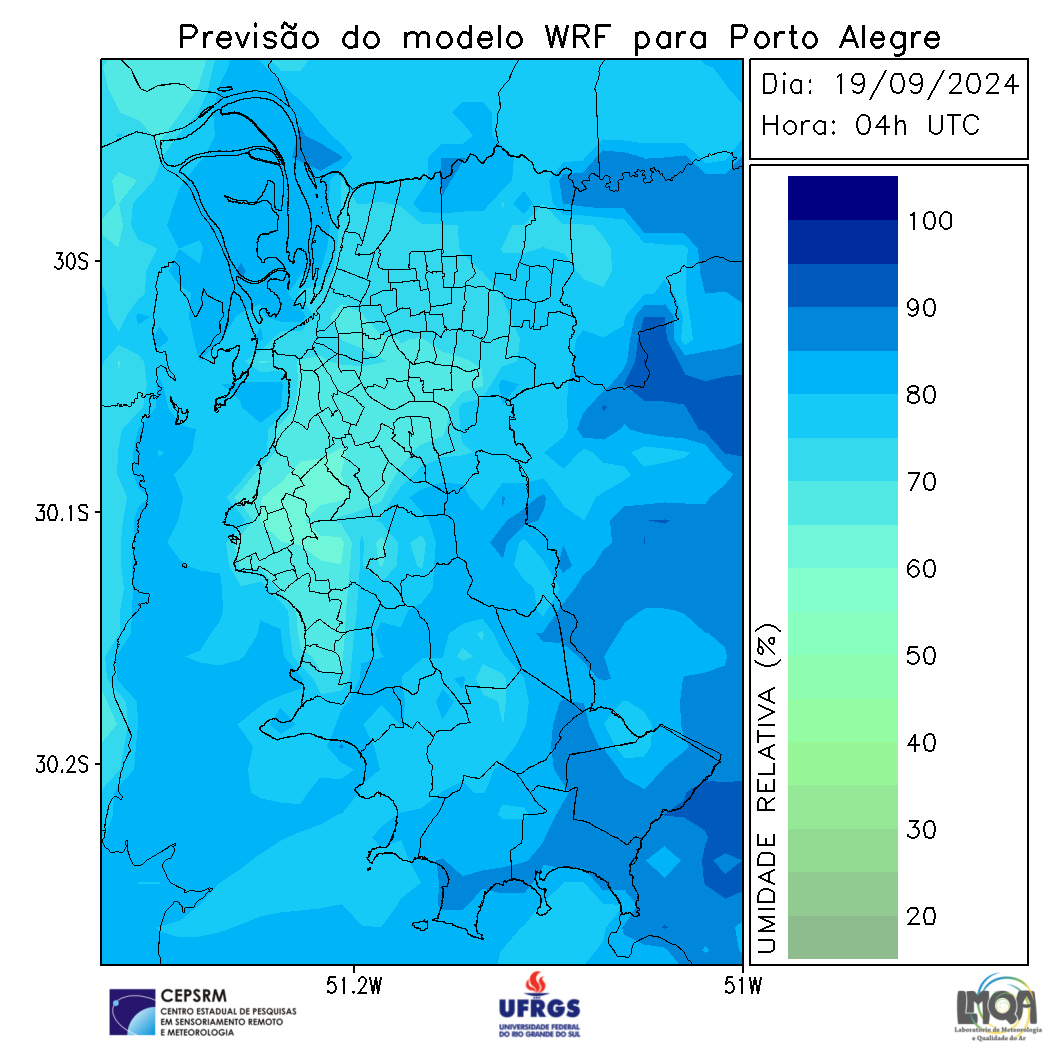 Previsão do modelo WRF para Porto Alegre
Dia: 19/09/2024
Hora: 04h UTC
30S
30.1S
30.2S
51.2W
51W
100
90
80
70
60
50
40
30
20
UMIDADE RELATIVA (%)
CEPSRM
CENTRO ESTADUAL DE PESQUISAS
EM SENSORIAMENTO REMOTO
E METEOROLOGIA
UFRGS
UNIVERSIDADE FEDERAL
DO RIO GRANDE DO SUL
LMQA
Laboratório de Meteorologia
e Qualidade do Ar